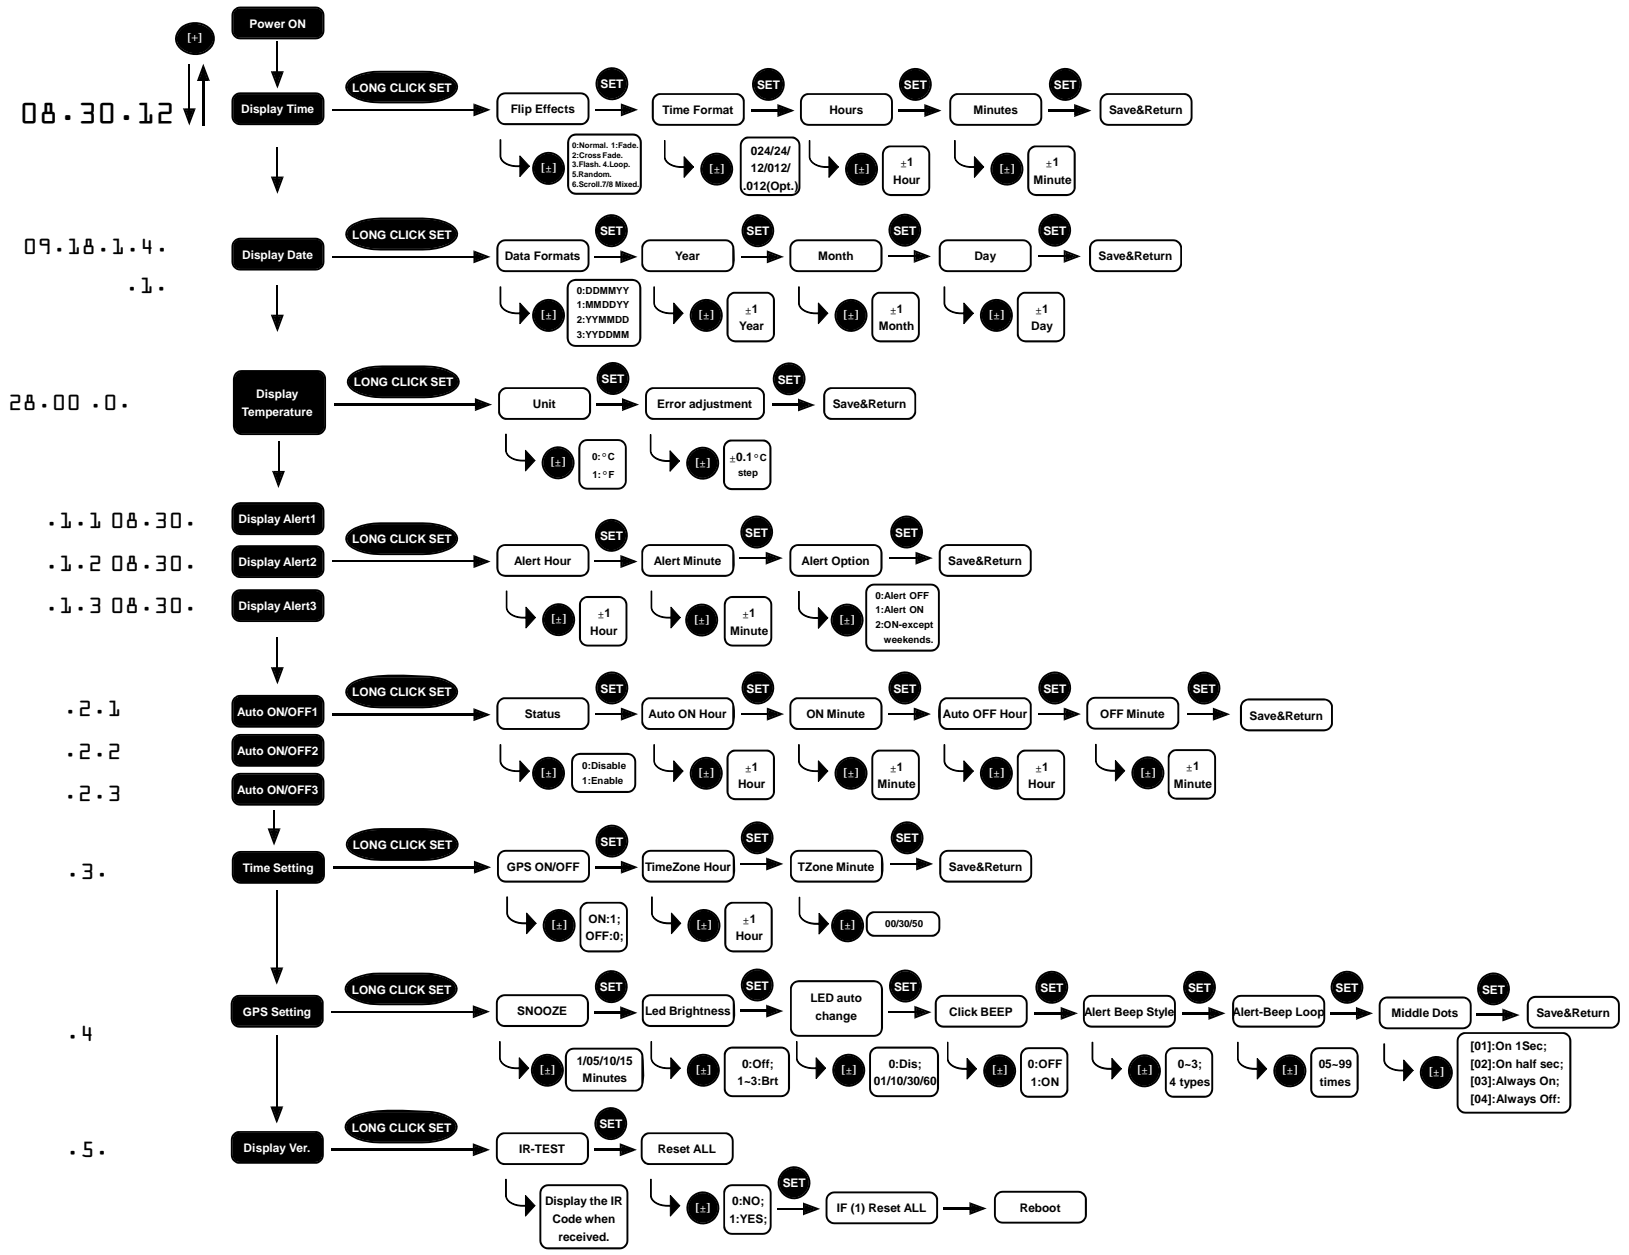 Power ON
[+]
08.30.12
Display Time
LONG CLICK SET
Flip Effects
SET
Time Format
SET
Hours
SET
Minutes
SET
Save&Return
[±]
0:Normal. 1:Fade.
2:Cross Fade.
3.Flash. 4.Loop.
5.Random.
6.Scroll.7/8 Mixed.
[±]
024/24/
12/012/
.012(Opt.)
[±]
±1
Hour
[±]
±1
Minute
09.18.1.4.
.1.
Display Date
LONG CLICK SET
Data Formats
SET
Year
SET
Month
SET
Day
SET
Save&Return
[±]
0:DDMMYY
1:MMDDYY
2:YYMMDD
3:YYDDMM
[±]
±1
Year
[±]
±1
Month
[±]
±1
Day
28.00 .0.
Display
Temperature
LONG CLICK SET
Unit
SET
Error adjustment
SET
Save&Return
[±]
0:°C
1:°F
[±]
±0.1°C
step
.1.1 08.30.
Display Alert1
.1.2 08.30.
Display Alert2
.1.3 08.30.
Display Alert3
LONG CLICK SET
Alert Hour
SET
Alert Minute
SET
Alert Option
SET
Save&Return
[±]
±1
Hour
[±]
±1
Minute
[±]
0:Alert OFF
1:Alert ON
2:ON-except
weekends.
.2.1
Auto ON/OFF1
.2.2
Auto ON/OFF2
.2.3
Auto ON/OFF3
LONG CLICK SET
Status
SET
Auto ON Hour
SET
ON Minute
SET
Auto OFF Hour
SET
OFF Minute
SET
Save&Return
[±]
0:Disable
1:Enable
[±]
±1
Hour
[±]
±1
Minute
[±]
±1
Hour
[±]
±1
Minute
.3.
Time Setting
LONG CLICK SET
GPS ON/OFF
SET
TimeZone Hour
SET
TZone Minute
SET
Save&Return
[±]
ON:1;
OFF:0;
[±]
±1
Hour
[±]
00/30/50
.4
GPS Setting
LONG CLICK SET
SNOOZE
SET
Led Brightness
SET
LED auto
change
SET
Click BEEP
SET
Alert Beep Style
SET
Alert-Beep Loop
SET
Middle Dots
SET
Save&Return
[±]
1/05/10/15
Minutes
[±]
0:Off;
1~3:Brt
[±]
0:Dis;
01/10/30/60
[±]
0:OFF
1:ON
[±]
0~3;
4 types
[±]
05~99
times
[±]
[01]:On 1Sec;
[02]:On half sec;
[03]:Always On;
[04]:Always Off:
.5.
Display Ver.
LONG CLICK SET
IR-TEST
SET
Reset ALL
Display the IR
Code when
received.
[±]
0:NO;
1:YES;
SET
IF (1) Reset ALL
Reboot